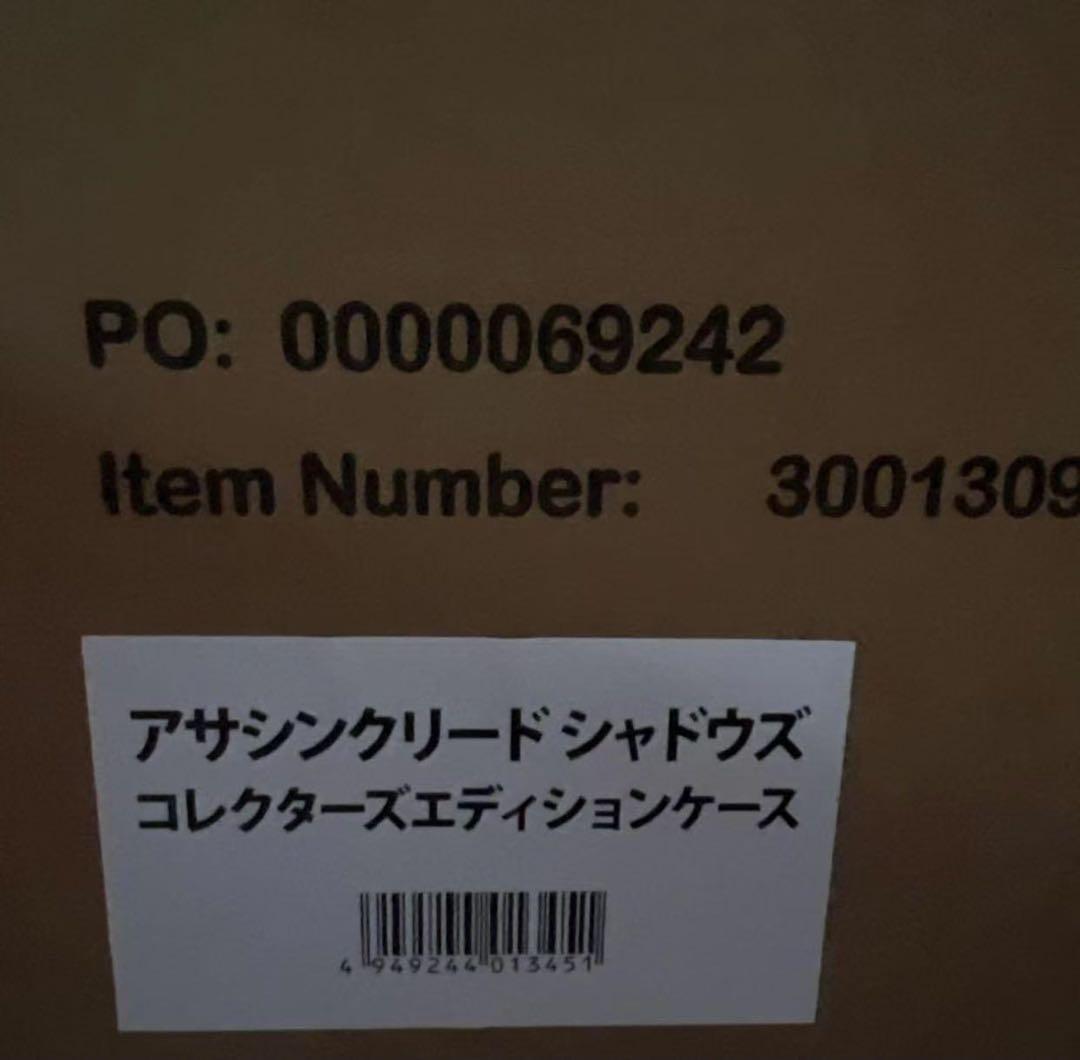 PO: 0000069242
Item Number: 3001309
アサシンクリード シャドウズ
コレクターズエディションケース
4 949244 013451